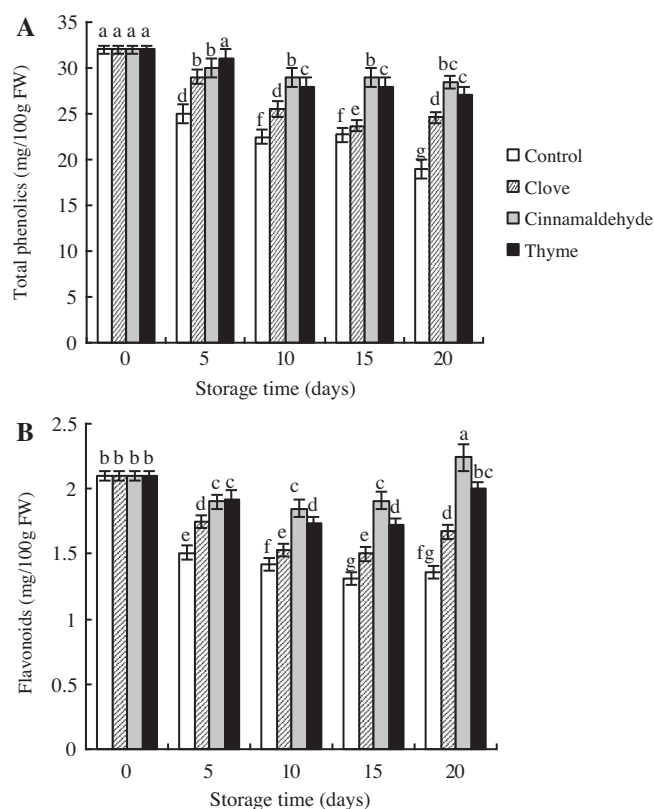 A
35
30
25
20
15
10
5
0
Total phenolics (mg/100g FW)
a a a a
d b b a
f d b c
f e b c
g d bc c
0 5 10 15 20
Storage time (days)
Control
Clove
Cinnamaldehyde
Thyme
B
2.5
2
1.5
1
0.5
0
Flavonoids (mg/100g FW)
b b b b
e d c c
f e c d
g e c d
fg d a bc
0 5 10 15 20
Storage time (days)